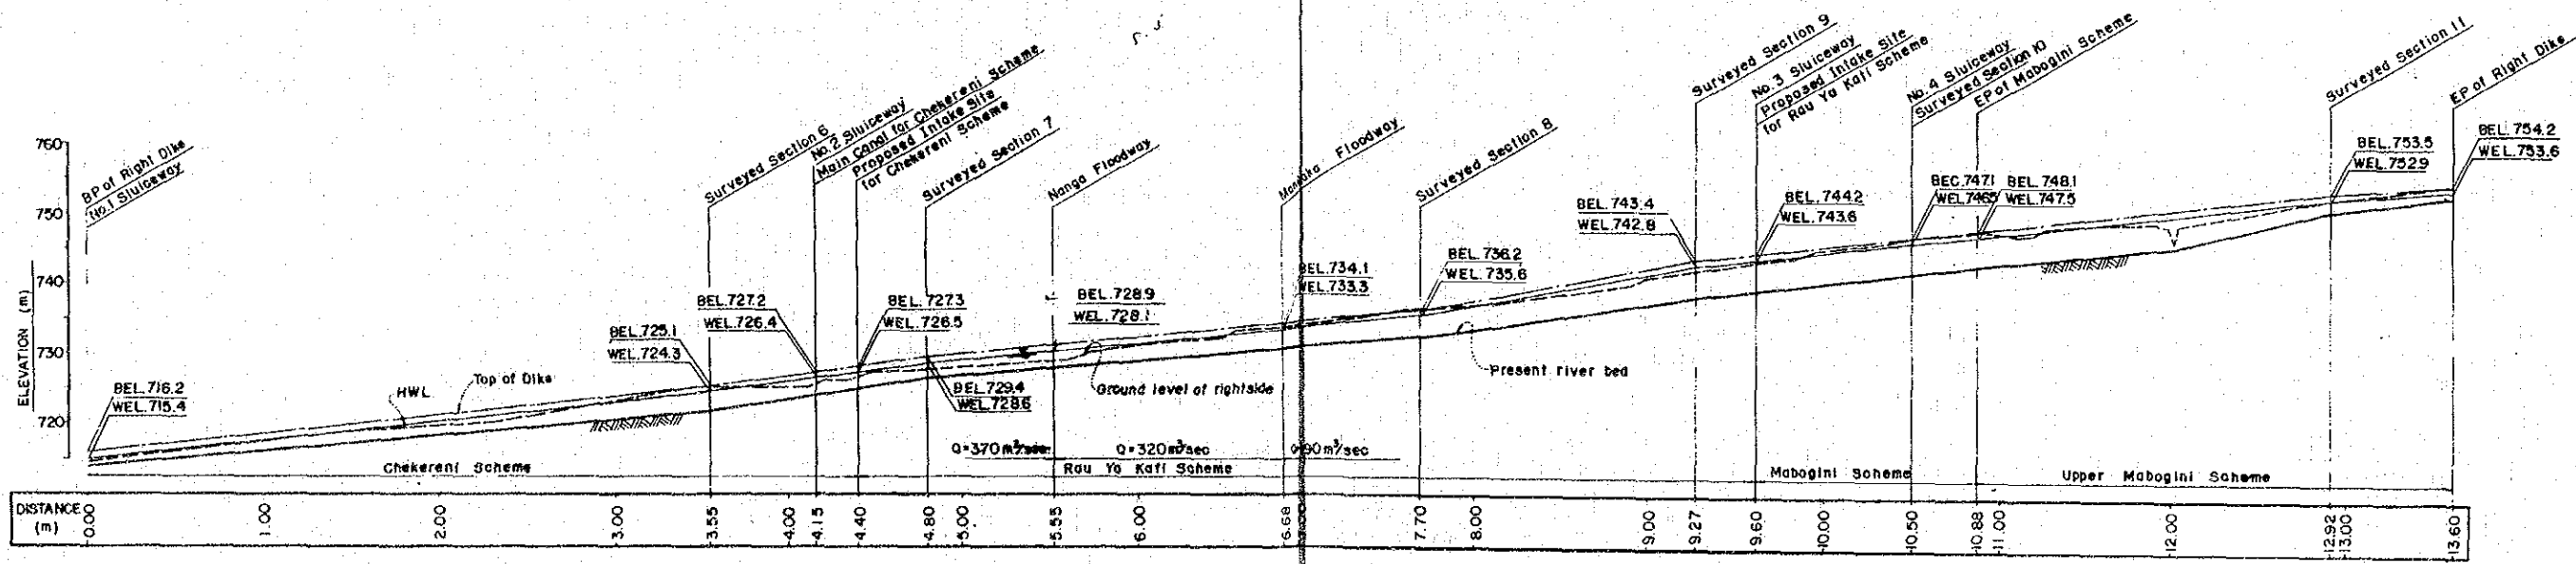 BP of Right Dike
No.1 Sluiceway
Surveyed Section 6
No.2 Sluiceway
Main Canal for Chekereni Scheme
Proposed Intake Site
for Chekereni Scheme
Surveyed Section 7
Nanga Floodway
Floodway
Surveyed Section 8
Surveyed Section 9
No.3 Sluiceway
Proposed Intake Site
for Rau Ya Kati Scheme
No.4 Sluiceway
Surveyed Section 10
EP of Mabogini Scheme
Surveyed Section 11
EP of Right Dike
ELEVATION (m)
760
750
740
730
720
BEL.716.2
WEL.715.4
BEL.725.1
WEL.724.3
BEL.727.2
WEL.726.4
BEL.727.3
WEL.726.5
BEL.729.4
WEL.728.6
BEL.728.9
WEL.728.1
BEL.734.1
WEL.733.3
BEL.736.2
WEL.735.6
BEL.743.4
WEL.742.8
BEL.744.2
WEL.743.6
BEC.747.1
WEL.746.5
BEL.748.1
WEL.747.5
BEL.753.5
WEL.752.9
BEL.754.2
WEL.753.6
HWL
Top of Dike
Ground level of rightside
Present river bed
Q=370m³/sec
Q=320m³/sec
90m³/sec
Chekereni Scheme
Rau Ya Kati Scheme
Mabogini Scheme
Upper Mabogini Scheme
DISTANCE
(m)
0.00
1.00
2.00
3.00
3.55
4.00
4.15
4.40
4.80
5.00
5.55
6.00
6.68
7.70
8.00
9.00
9.27
9.60
10.00
10.50
10.88
11.00
12.00
12.92
13.00
13.60